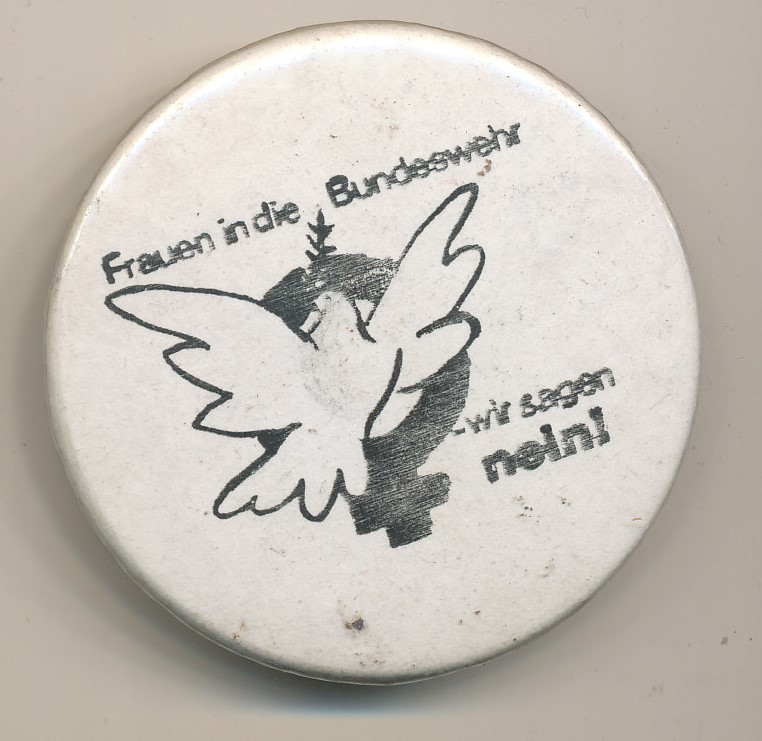 Frauen in die Bundeswehr
-wir sagen
nein!